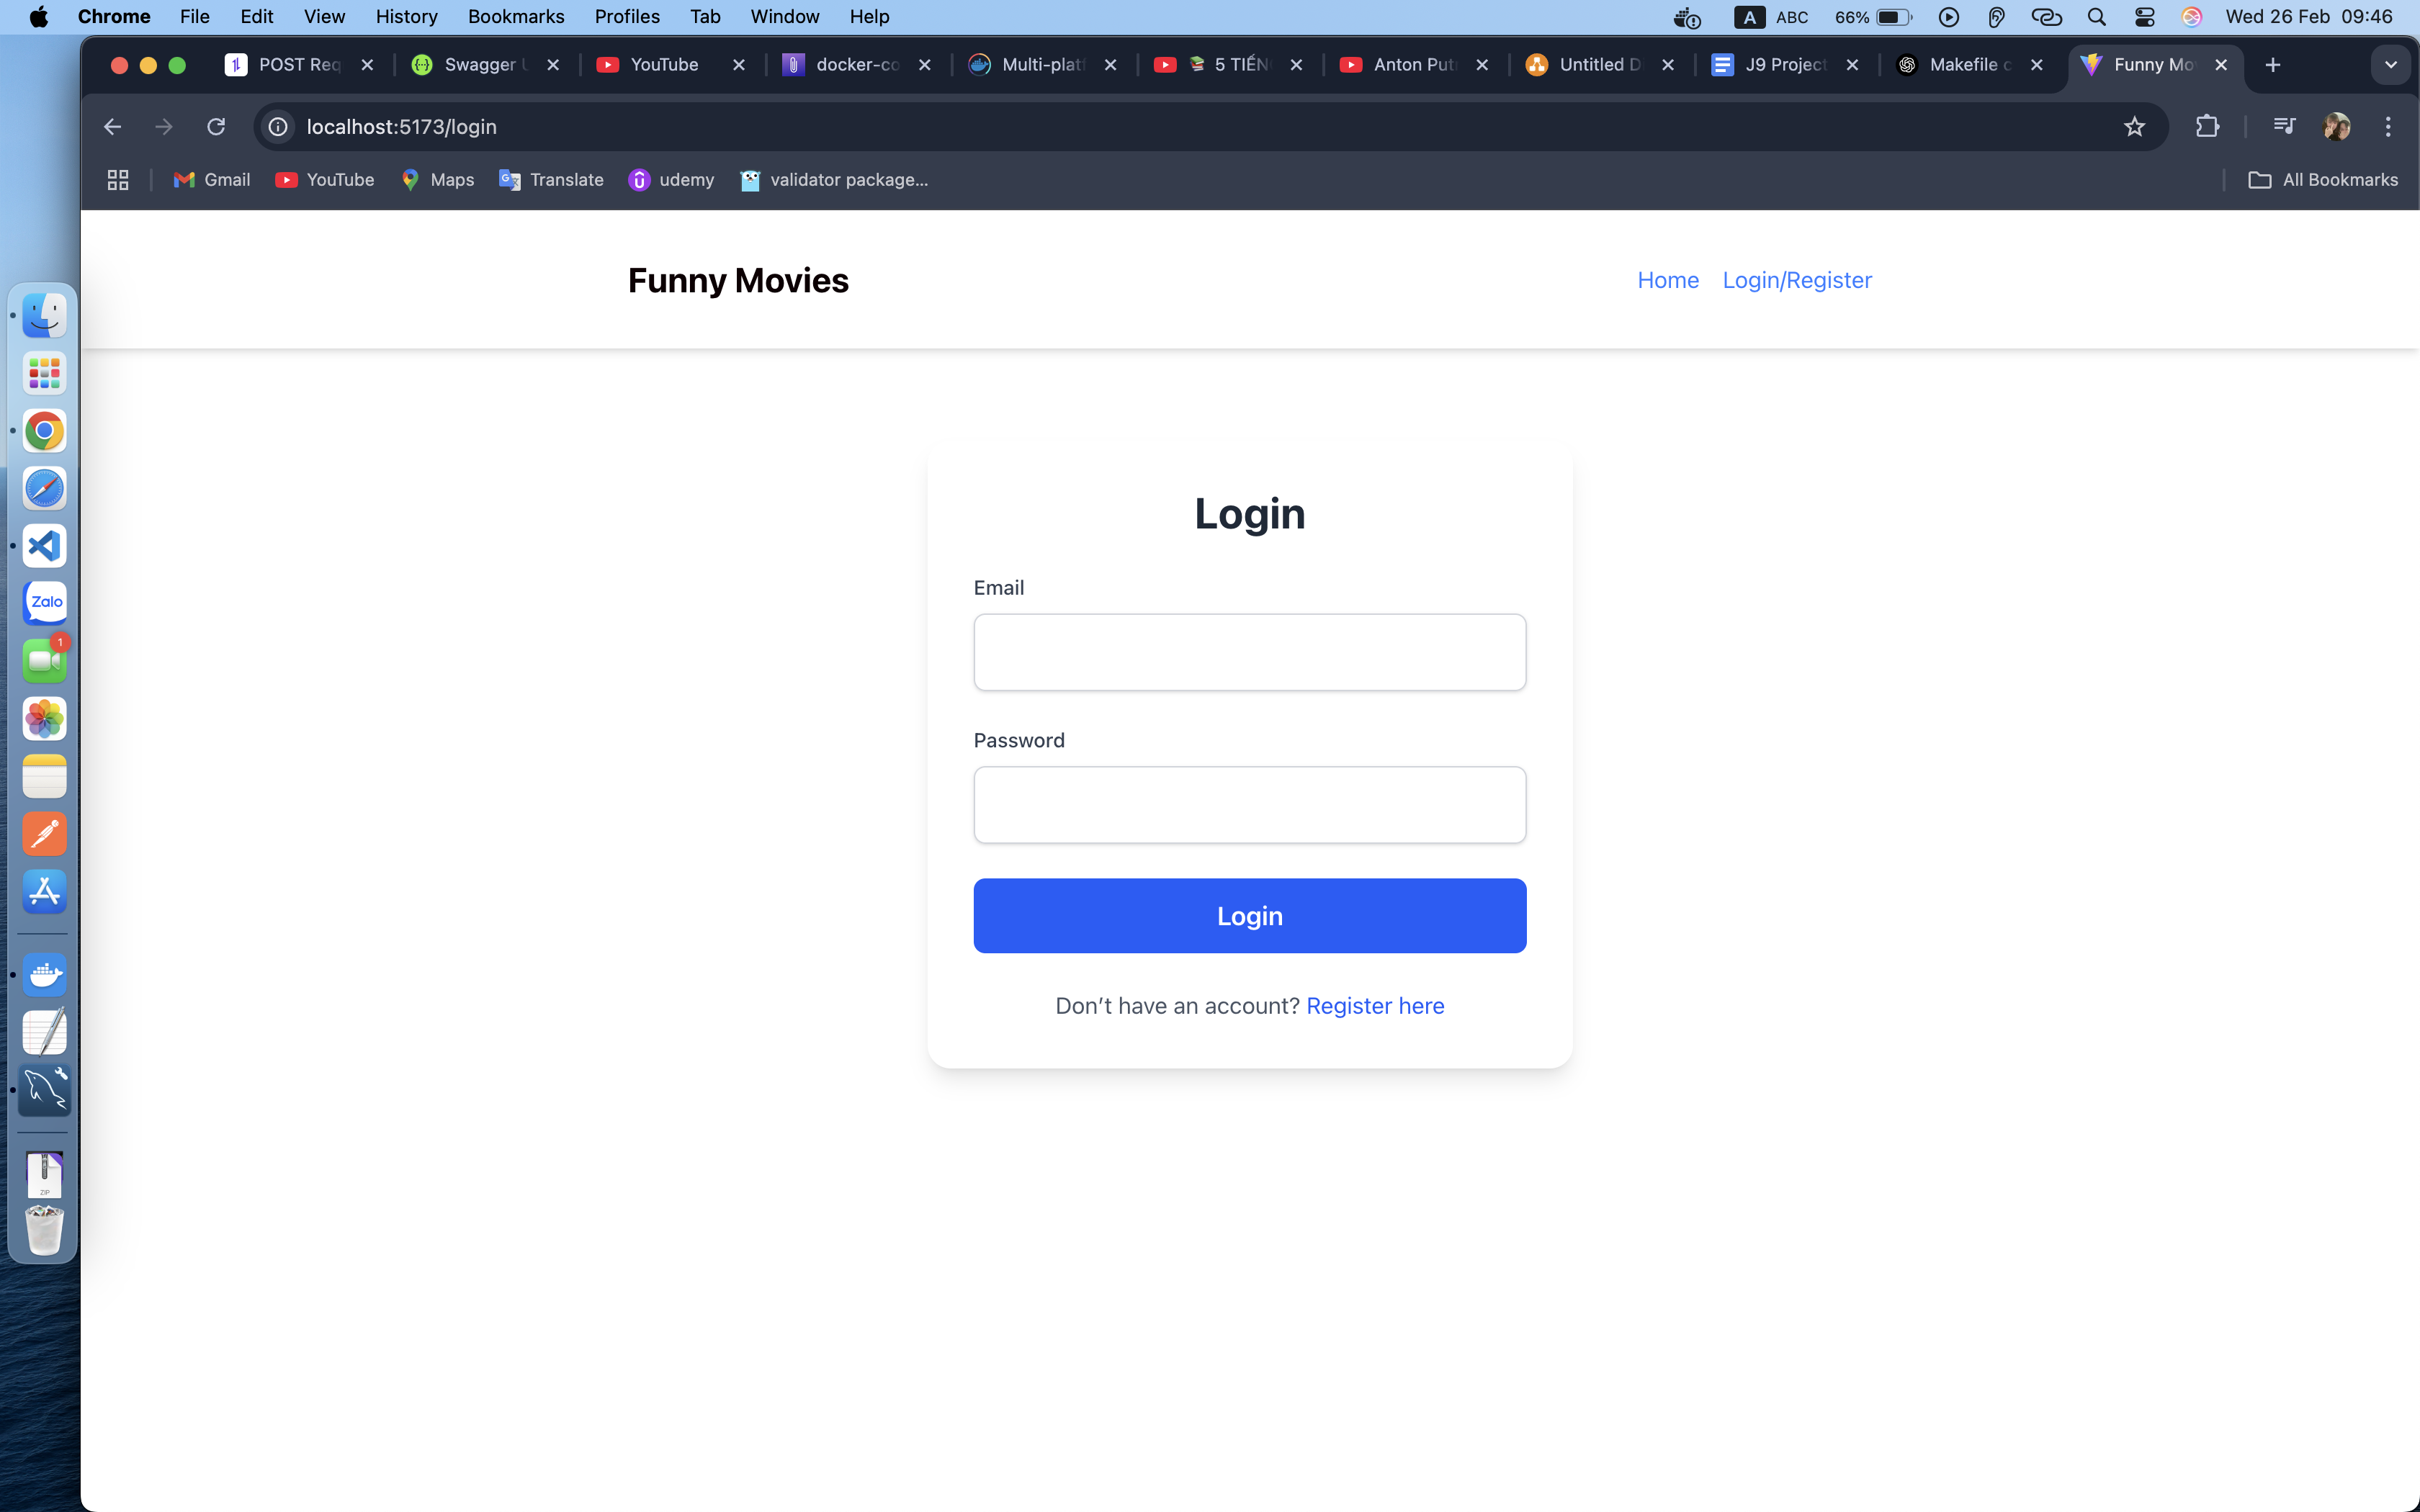 Chrome File Edit View History Bookmarks Profiles Tab Window Help A ABC 66% Wed 26 Feb 09:46
POST Req Swagger U YouTube docker-co Multi-platf 5 TIẾN Anton Put Untitled D J9 Project Makefile c Funny Mo
localhost:5173/login
Gmail YouTube Maps Translate udemy validator package... All Bookmarks
Funny Movies Home Login/Register
Login
Email
Password
Login
Don't have an account? Register here
Zalo
1
ZIP